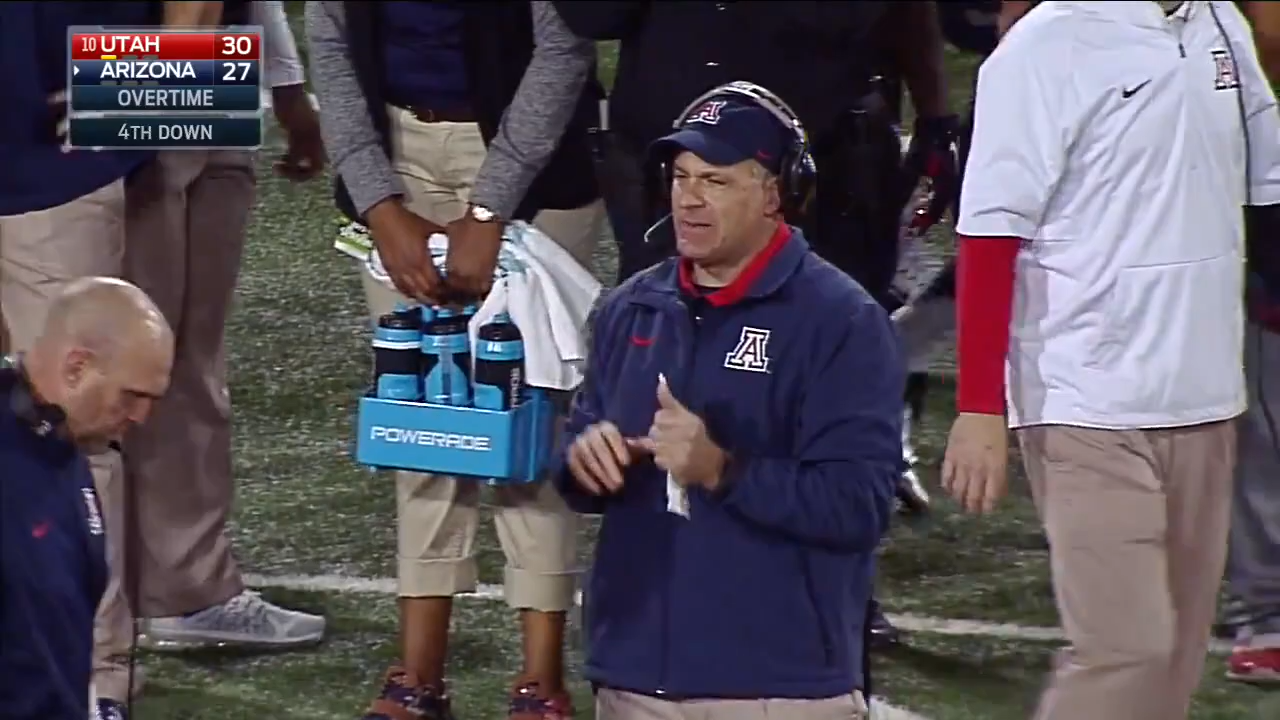 10 UTAH 30
ARIZONA 27
OVERTIME
4TH DOWN
A
A
A
POWERADE